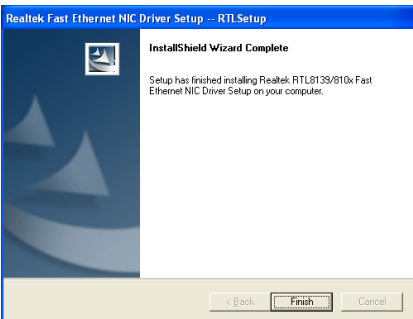 Realtek Fast Ethernet NIC Driver Setup -- RTLSetup
InstallShield Wizard Complete
Setup has finished installing Realtek RTL8139/810x Fast
Ethernet NIC Driver Setup on your computer.
< Back
Finish
Cancel